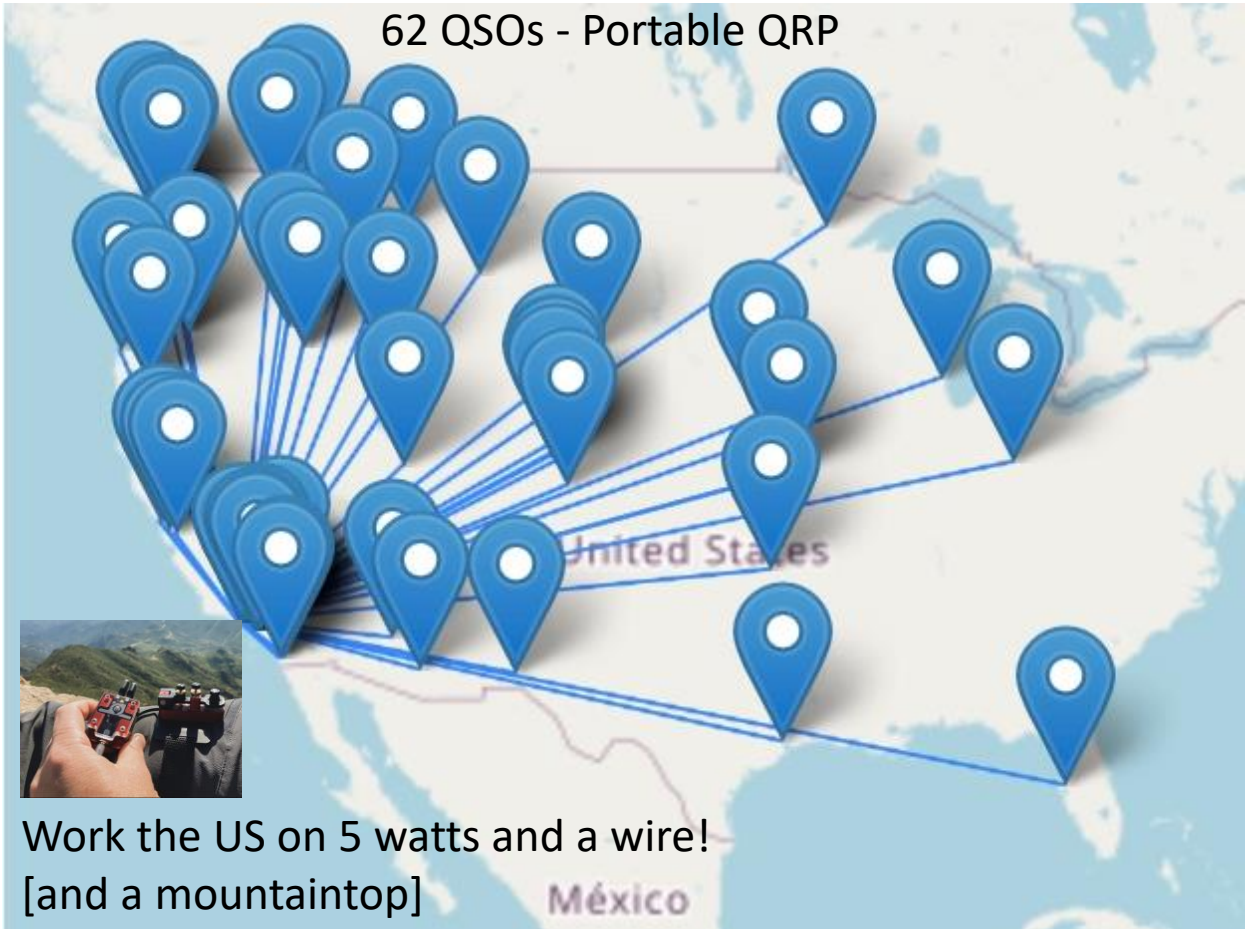 62 QSOs - Portable QRP
United States
Work the US on 5 watts and a wire!
[and a mountaintop]
México